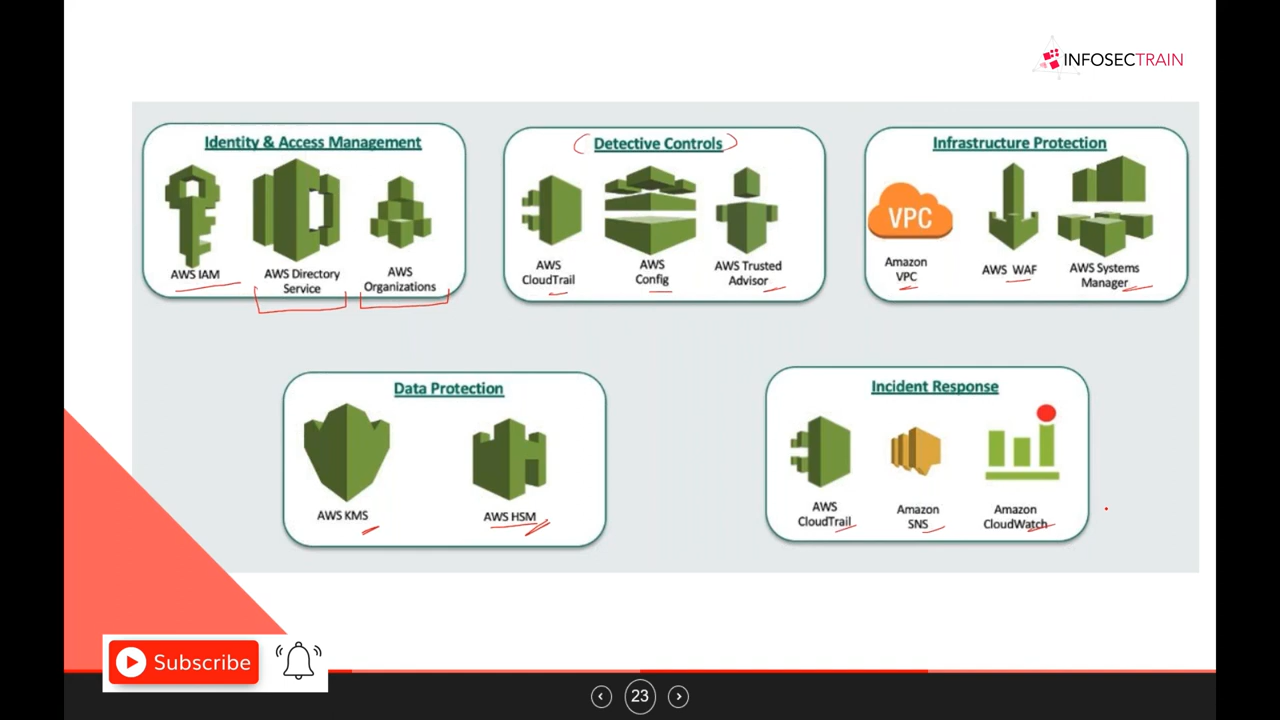 INFOSECTRAIN
Identity & Access Management
AWS IAM
AWS Directory
Service
AWS
Organizations
Detective Controls
AWS
CloudTrail
AWS
Config
AWS Trusted
Advisor
Infrastructure Protection
VPC
Amazon
VPC
AWS WAF
AWS Systems
Manager
Data Protection
AWS KMS
AWS HSM
Incident Response
AWS
CloudTrail
Amazon
SNS
Amazon
CloudWatch
Subscribe
23